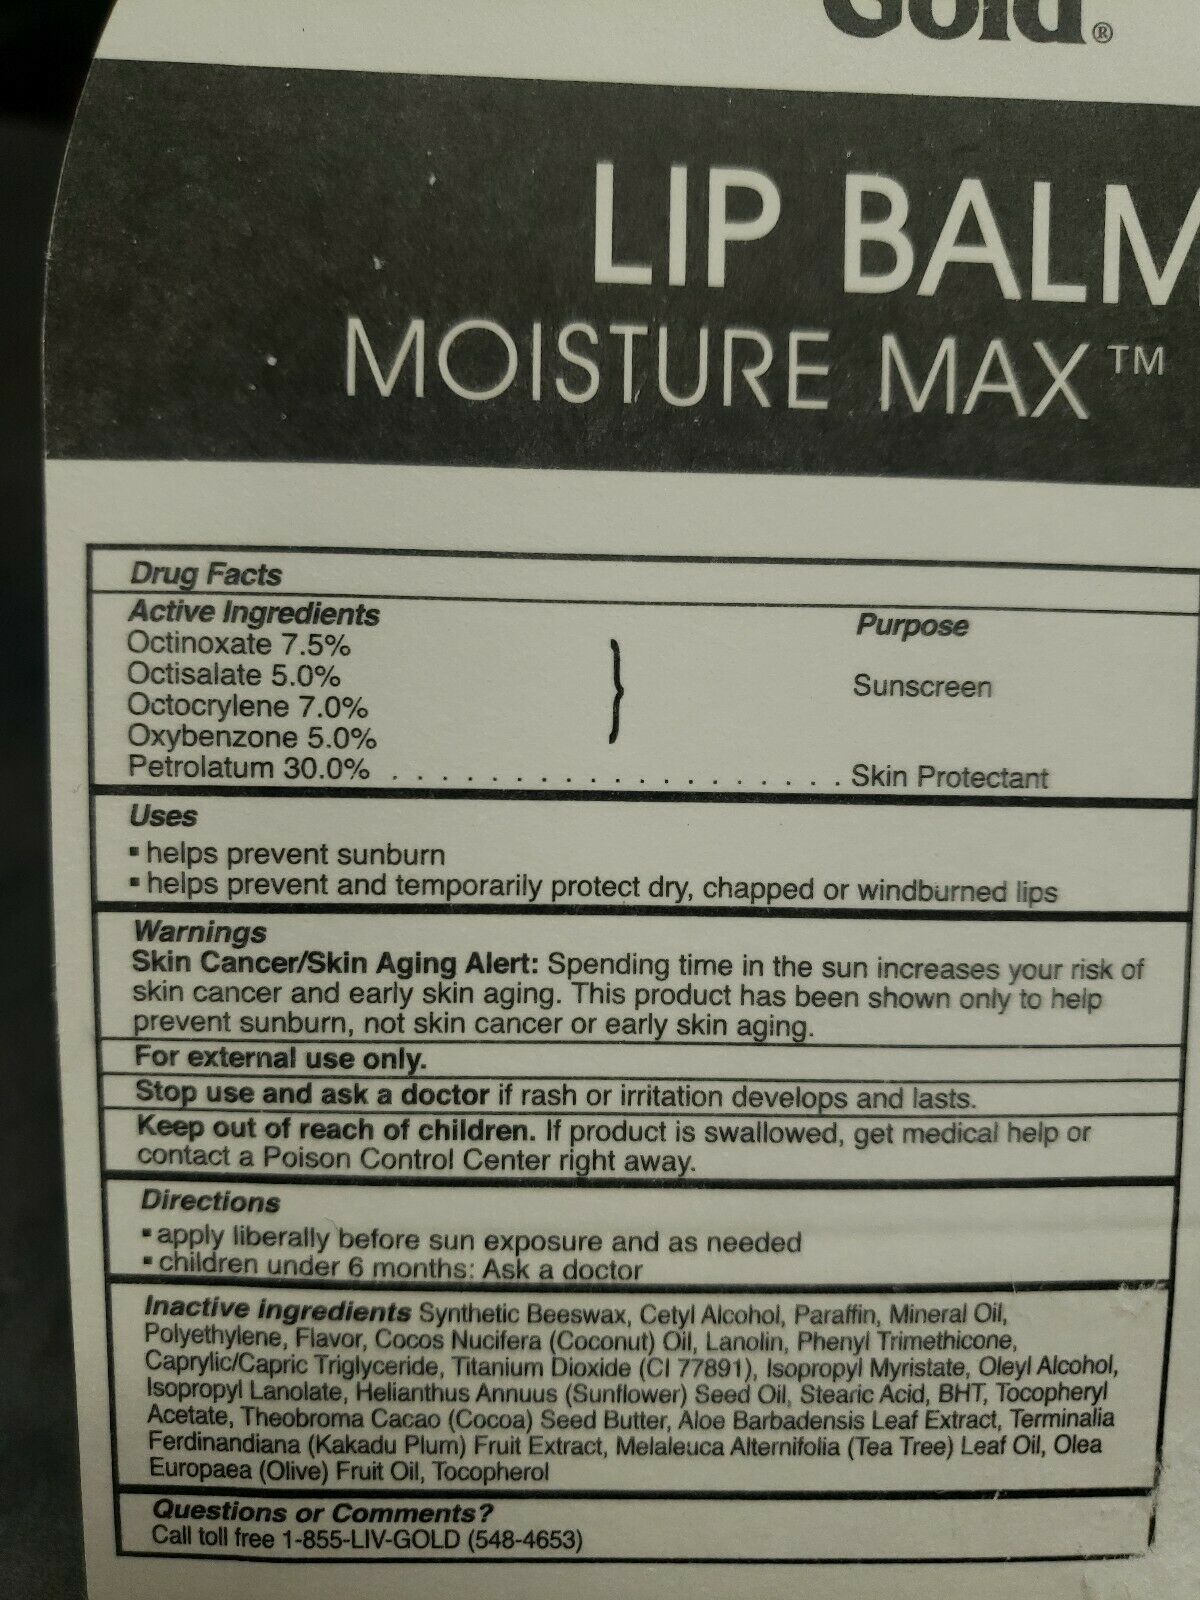 Gold®
LIP BALM
MOISTURE MAX™
Drug Facts
Active Ingredients Purpose
Octinoxate 7.5%
Octisalate 5.0% } Sunscreen
Octocrylene 7.0%
Oxybenzone 5.0%
Petrolatum 30.0% . . . . . . . . . . . . . . . . . . . Skin Protectant
Uses
▪ helps prevent sunburn
▪ helps prevent and temporarily protect dry, chapped or windburned lips
Warnings
Skin Cancer/Skin Aging Alert: Spending time in the sun increases your risk of
skin cancer and early skin aging. This product has been shown only to help
prevent sunburn, not skin cancer or early skin aging.
For external use only.
Stop use and ask a doctor if rash or irritation develops and lasts.
Keep out of reach of children. If product is swallowed, get medical help or
contact a Poison Control Center right away.
Directions
▪ apply liberally before sun exposure and as needed
▪ children under 6 months: Ask a doctor
Inactive ingredients Synthetic Beeswax, Cetyl Alcohol, Paraffin, Mineral Oil,
Polyethylene, Flavor, Cocos Nucifera (Coconut) Oil, Lanolin, Phenyl Trimethicone,
Caprylic/Capric Triglyceride, Titanium Dioxide (CI 77891), Isopropyl Myristate, Oleyl Alcohol,
Isopropyl Lanolate, Helianthus Annuus (Sunflower) Seed Oil, Stearic Acid, BHT, Tocopheryl
Acetate, Theobroma Cacao (Cocoa) Seed Butter, Aloe Barbadensis Leaf Extract, Terminalia
Ferdinandiana (Kakadu Plum) Fruit Extract, Melaleuca Alternifolia (Tea Tree) Leaf Oil, Olea
Europaea (Olive) Fruit Oil, Tocopherol
Questions or Comments?
Call toll free 1-855-LIV-GOLD (548-4653)